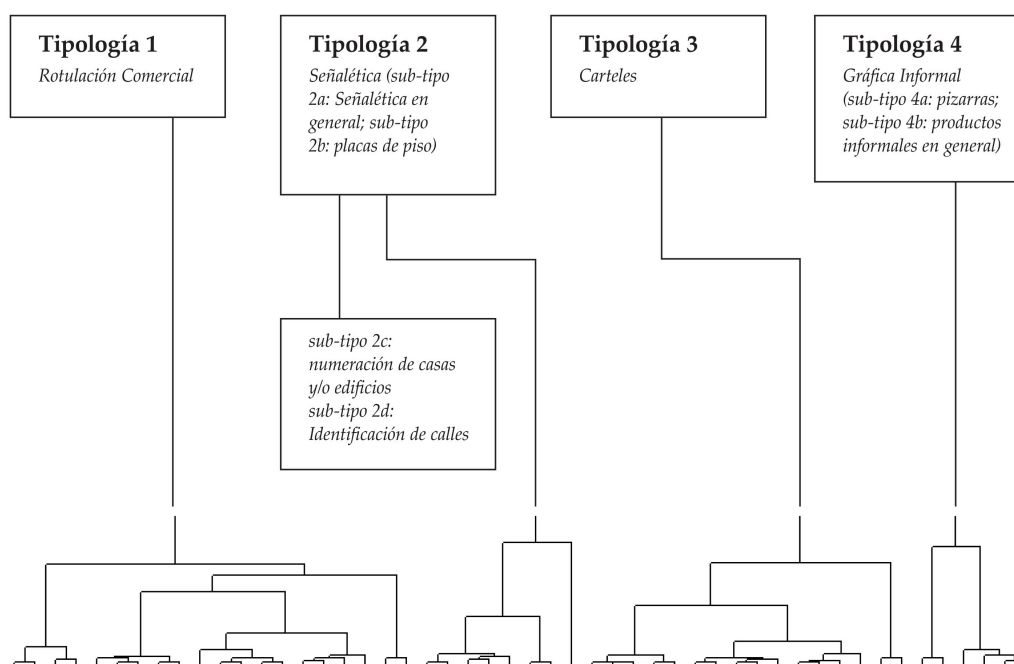 Tipología 1
Rotulación Comercial
Tipología 2
Señalética (sub-tipo
2a: Señalética en
general; sub-tipo
2b: placas de piso)
sub-tipo 2c:
numeración de casas
y/o edificios
sub-tipo 2d:
Identificación de calles
Tipología 3
Carteles
Tipología 4
Gráfica Informal
(sub-tipo 4a: pizarras;
sub-tipo 4b: productos
informales en general)